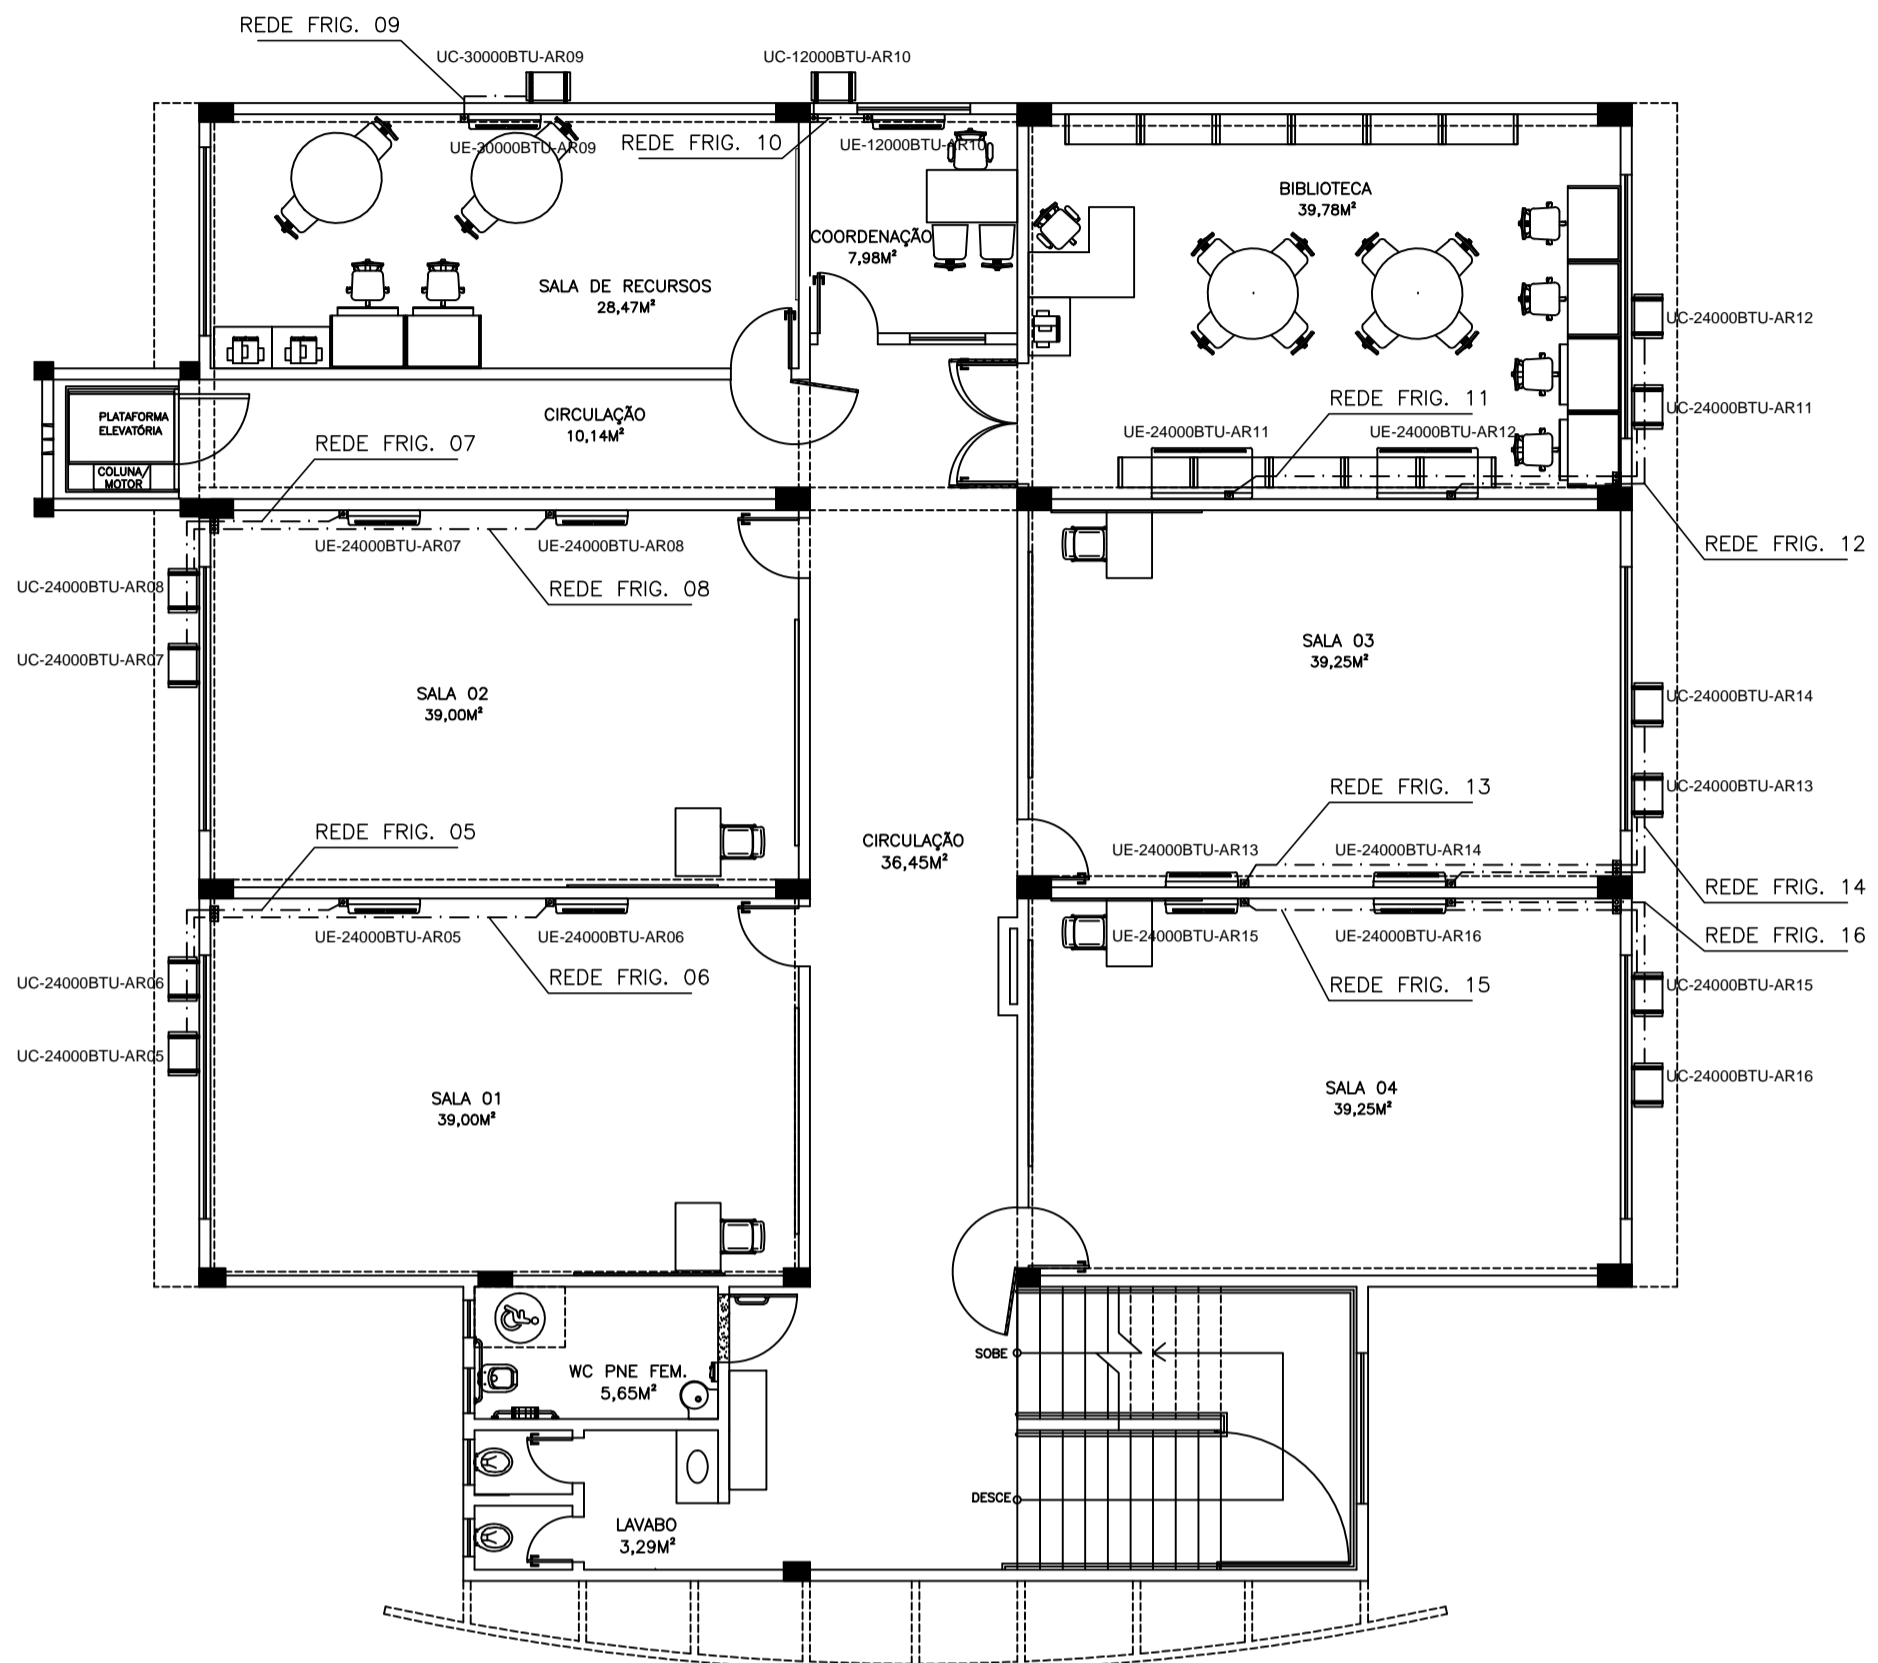 REDE FRIG. 09
UC-30000BTU-AR09
UC-12000BTU-AR10
REDE FRIG. 10
UE-30000BTU-AR09
UE-12000BTU-AR10
BIBLIOTECA
39,78M²
COORDENAÇÃO
7,98M²
SALA DE RECURSOS
28,47M²
UC-24000BTU-AR12
UC-24000BTU-AR11
REDE FRIG. 11
PLATAFORMA
ELEVATÓRIA
CIRCULAÇÃO
10,14M²
REDE FRIG. 07
UE-24000BTU-AR11
UE-24000BTU-AR12
COLUNA/
MOTOR
UE-24000BTU-AR07
UE-24000BTU-AR08
REDE FRIG. 12
UC-24000BTU-AR08
REDE FRIG. 08
UC-24000BTU-AR07
SALA 03
39,25M²
SALA 02
39,00M²
UC-24000BTU-AR14
UC-24000BTU-AR13
REDE FRIG. 13
REDE FRIG. 05
CIRCULAÇÃO
36,45M²
UE-24000BTU-AR13
UE-24000BTU-AR14
REDE FRIG. 14
UE-24000BTU-AR05
UE-24000BTU-AR06
UE-24000BTU-AR15
UE-24000BTU-AR16
REDE FRIG. 16
UC-24000BTU-AR06
REDE FRIG. 06
REDE FRIG. 15
UC-24000BTU-AR15
UC-24000BTU-AR05
UC-24000BTU-AR16
SALA 01
39,00M²
SALA 04
39,25M²
SOBE
WC PNE FEM.
5,65M²
DESCE
LAVABO
3,29M²